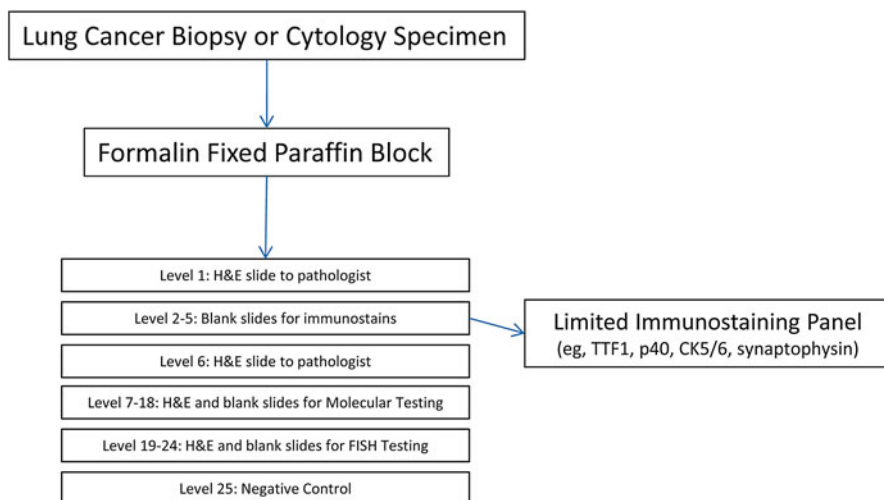 Lung Cancer Biopsy or Cytology Specimen
Formalin Fixed Paraffin Block
Level 1: H&E slide to pathologist
Level 2-5: Blank slides for immunostains
Limited Immunostaining Panel
(eg, TTF1, p40, CK5/6, synaptophysin)
Level 6: H&E slide to pathologist
Level 7-18: H&E and blank slides for Molecular Testing
Level 19-24: H&E and blank slides for FISH Testing
Level 25: Negative Control